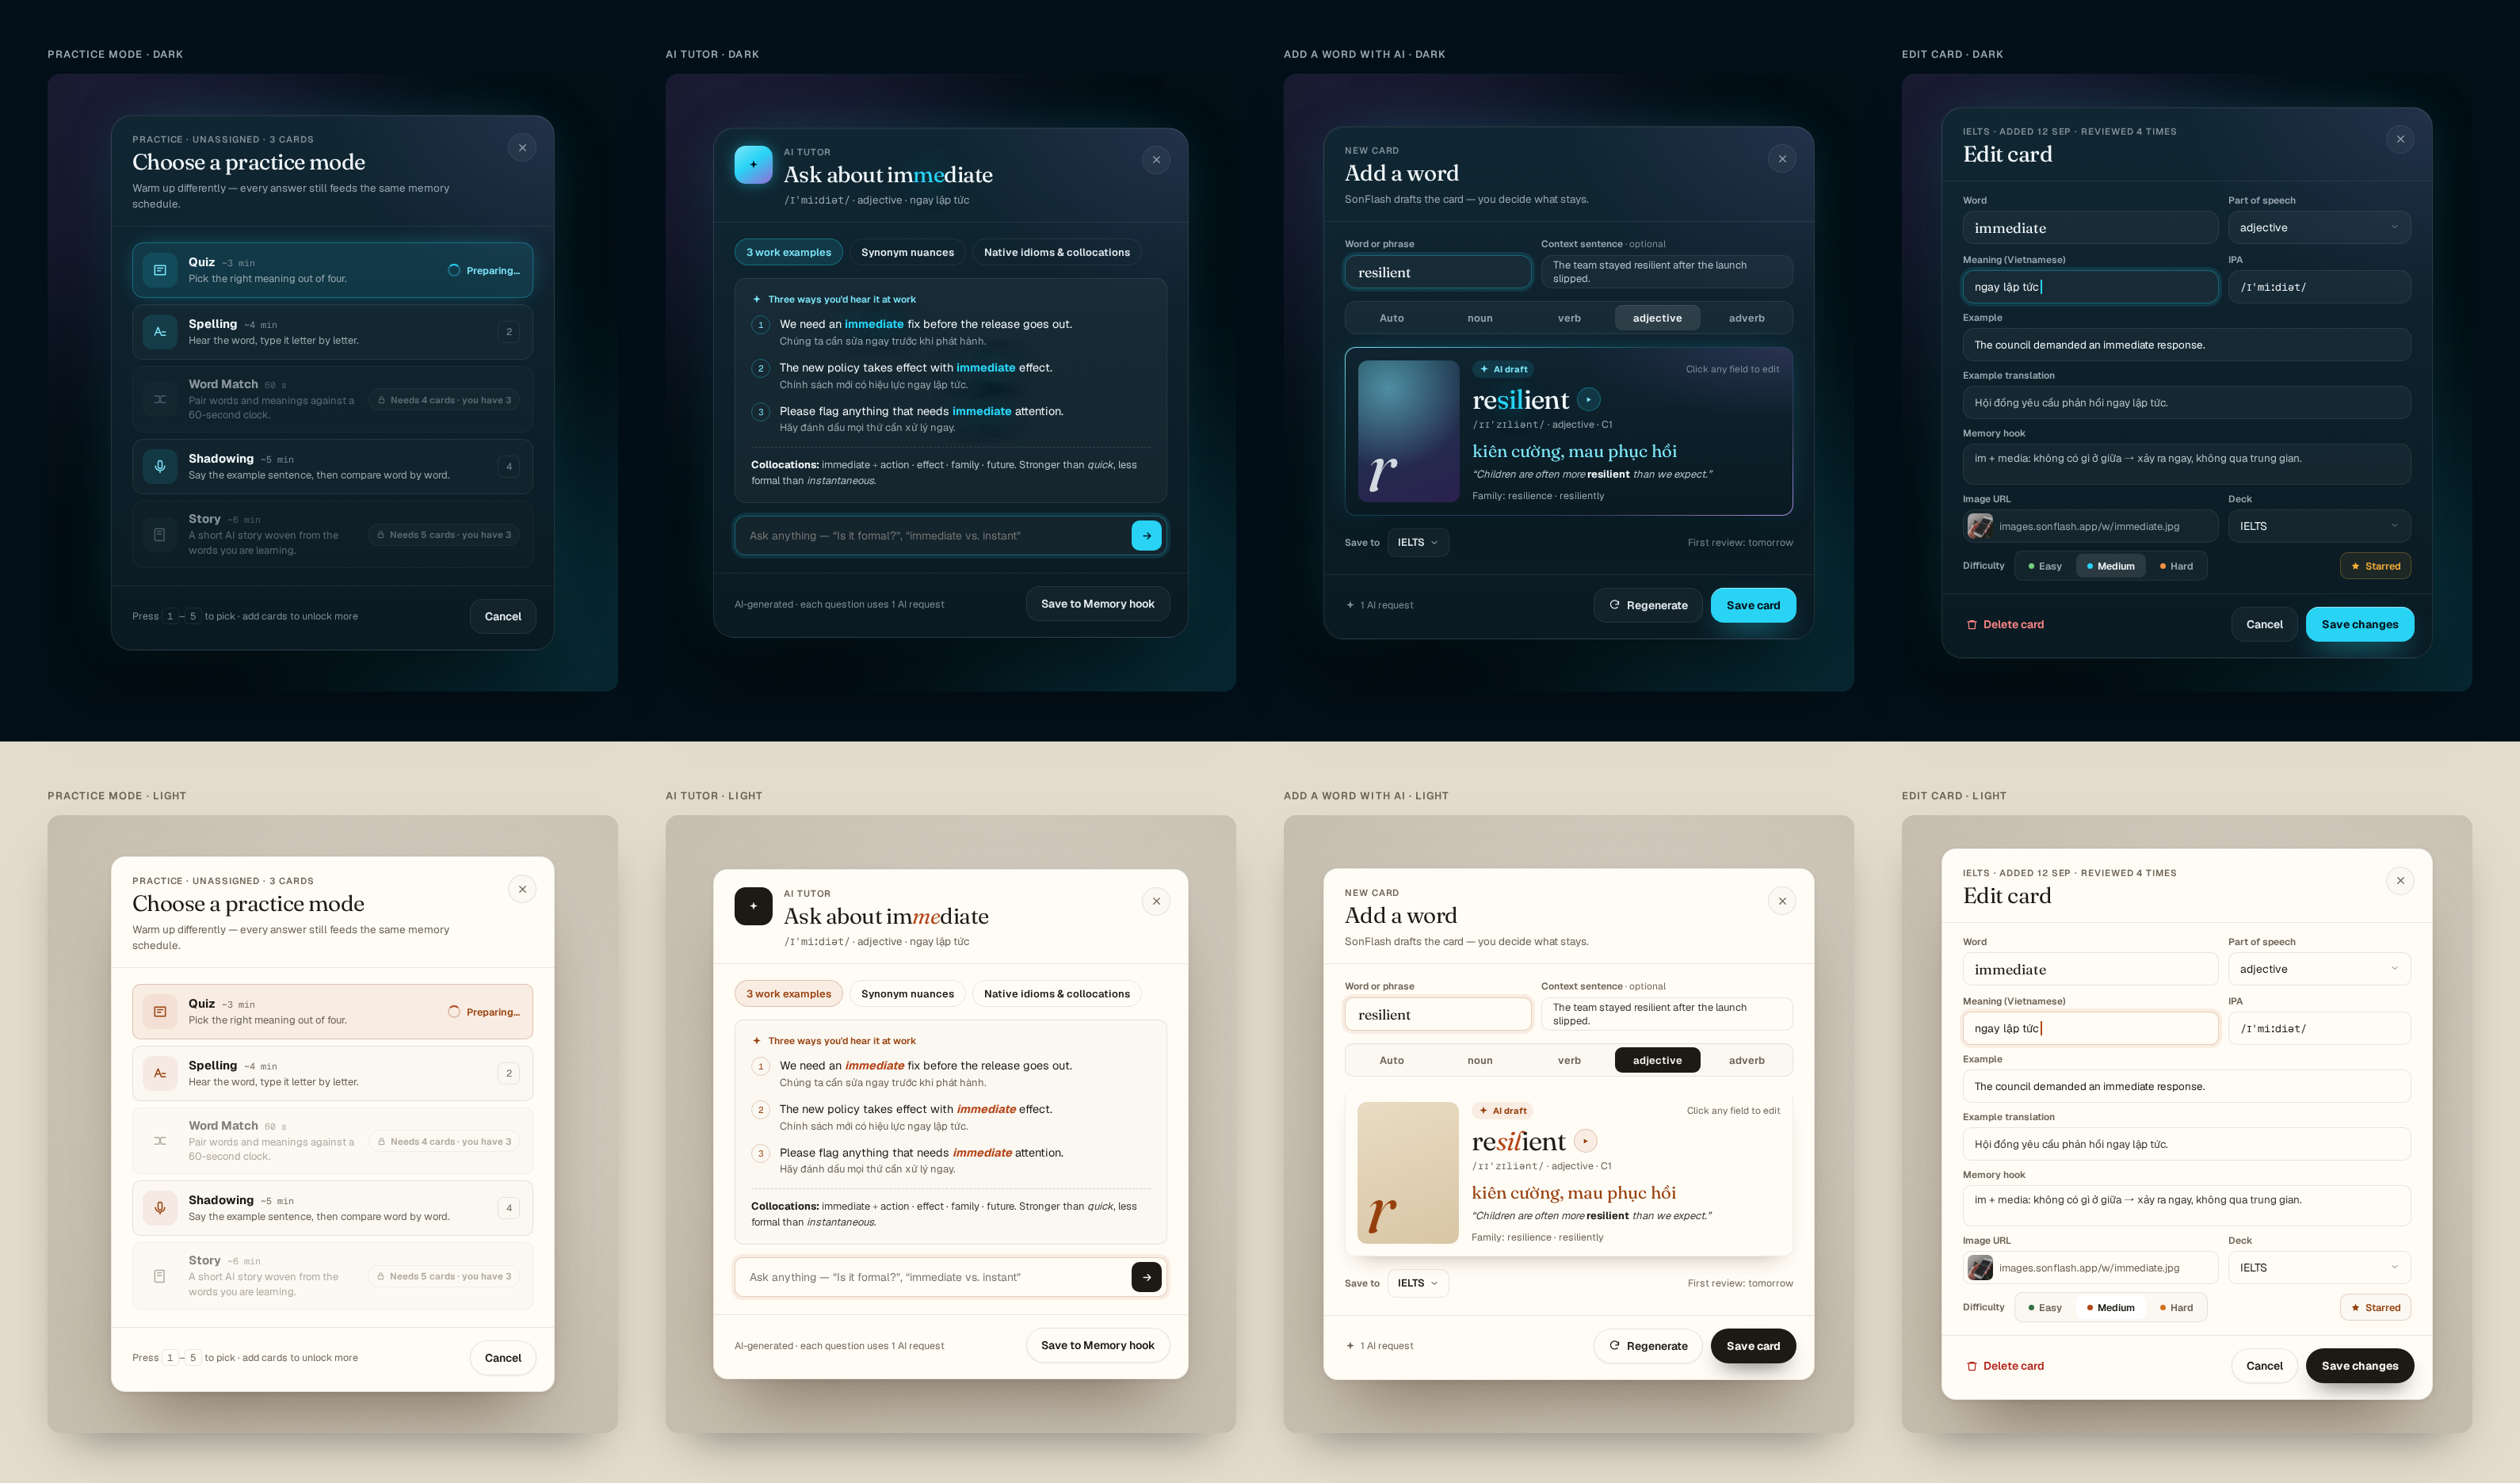 PRACTICE MODE · DARK
PRACTICE · UNASSIGNED · 3 CARDS
Choose a practice mode
Warm up differently — every answer still feeds the same memory
schedule.
Quiz ~3 min
Pick the right meaning out of four.
Preparing…
Spelling ~4 min
Hear the word, type it letter by letter.
2
Word Match 60 s
Pair words and meanings against a
60-second clock.
Needs 4 cards · you have 3
Shadowing ~5 min
Say the example sentence, then compare word by word.
4
Story ~6 min
A short AI story woven from the
words you are learning.
Needs 5 cards · you have 3
Press 1–5 to pick · add cards to unlock more
Cancel
AI TUTOR · DARK
AI TUTOR
Ask about immediate
/ɪˈmiːdiət/ · adjective · ngay lập tức
3 work examples
Synonym nuances
Native idioms & collocations
Three ways you'd hear it at work
1 We need an immediate fix before the release goes out.
Chúng ta cần sửa ngay trước khi phát hành.
2 The new policy takes effect with immediate effect.
Chính sách mới có hiệu lực ngay lập tức.
3 Please flag anything that needs immediate attention.
Hãy đánh dấu mọi thứ cần xử lý ngay.
Collocations: immediate + action · effect · family · future. Stronger than quick, less
formal than instantaneous.
Ask anything — “Is it formal?”, “immediate vs. instant”
AI-generated · each question uses 1 AI request
Save to Memory hook
ADD A WORD WITH AI · DARK
NEW CARD
Add a word
SonFlash drafts the card — you decide what stays.
Word or phrase
resilient
Context sentence · optional
The team stayed resilient after the launch
slipped.
Auto
noun
verb
adjective
adverb
r
AI draft
Click any field to edit
resilient
/rɪˈzɪliənt/ · adjective · C1
kiên cường, mau phục hồi
“Children are often more resilient than we expect.”
Family: resilience · resiliently
Save to
IELTS
First review: tomorrow
1 AI request
Regenerate
Save card
EDIT CARD · DARK
IELTS · ADDED 12 SEP · REVIEWED 4 TIMES
Edit card
Word
immediate
Part of speech
adjective
Meaning (Vietnamese)
ngay lập tức
IPA
/ɪˈmiːdiət/
Example
The council demanded an immediate response.
Example translation
Hội đồng yêu cầu phản hồi ngay lập tức.
Memory hook
im + media: không có gì ở giữa → xảy ra ngay, không qua trung gian.
Image URL
images.sonflash.app/w/immediate.jpg
Deck
IELTS
Difficulty
Easy
Medium
Hard
Starred
Delete card
Cancel
Save changes
PRACTICE MODE · LIGHT
PRACTICE · UNASSIGNED · 3 CARDS
Choose a practice mode
Warm up differently — every answer still feeds the same memory
schedule.
Quiz ~3 min
Pick the right meaning out of four.
Preparing…
Spelling ~4 min
Hear the word, type it letter by letter.
2
Word Match 60 s
Pair words and meanings against a
60-second clock.
Needs 4 cards · you have 3
Shadowing ~5 min
Say the example sentence, then compare word by word.
4
Story ~6 min
A short AI story woven from the
words you are learning.
Needs 5 cards · you have 3
Press 1–5 to pick · add cards to unlock more
Cancel
AI TUTOR · LIGHT
AI TUTOR
Ask about immediate
/ɪˈmiːdiət/ · adjective · ngay lập tức
3 work examples
Synonym nuances
Native idioms & collocations
Three ways you'd hear it at work
1 We need an immediate fix before the release goes out.
Chúng ta cần sửa ngay trước khi phát hành.
2 The new policy takes effect with immediate effect.
Chính sách mới có hiệu lực ngay lập tức.
3 Please flag anything that needs immediate attention.
Hãy đánh dấu mọi thứ cần xử lý ngay.
Collocations: immediate + action · effect · family · future. Stronger than quick, less
formal than instantaneous.
Ask anything — “Is it formal?”, “immediate vs. instant”
AI-generated · each question uses 1 AI request
Save to Memory hook
ADD A WORD WITH AI · LIGHT
NEW CARD
Add a word
SonFlash drafts the card — you decide what stays.
Word or phrase
resilient
Context sentence · optional
The team stayed resilient after the launch
slipped.
Auto
noun
verb
adjective
adverb
r
AI draft
Click any field to edit
resilient
/rɪˈzɪliənt/ · adjective · C1
kiên cường, mau phục hồi
“Children are often more resilient than we expect.”
Family: resilience · resiliently
Save to
IELTS
First review: tomorrow
1 AI request
Regenerate
Save card
EDIT CARD · LIGHT
IELTS · ADDED 12 SEP · REVIEWED 4 TIMES
Edit card
Word
immediate
Part of speech
adjective
Meaning (Vietnamese)
ngay lập tức
IPA
/ɪˈmiːdiət/
Example
The council demanded an immediate response.
Example translation
Hội đồng yêu cầu phản hồi ngay lập tức.
Memory hook
im + media: không có gì ở giữa → xảy ra ngay, không qua trung gian.
Image URL
images.sonflash.app/w/immediate.jpg
Deck
IELTS
Difficulty
Easy
Medium
Hard
Starred
Delete card
Cancel
Save changes